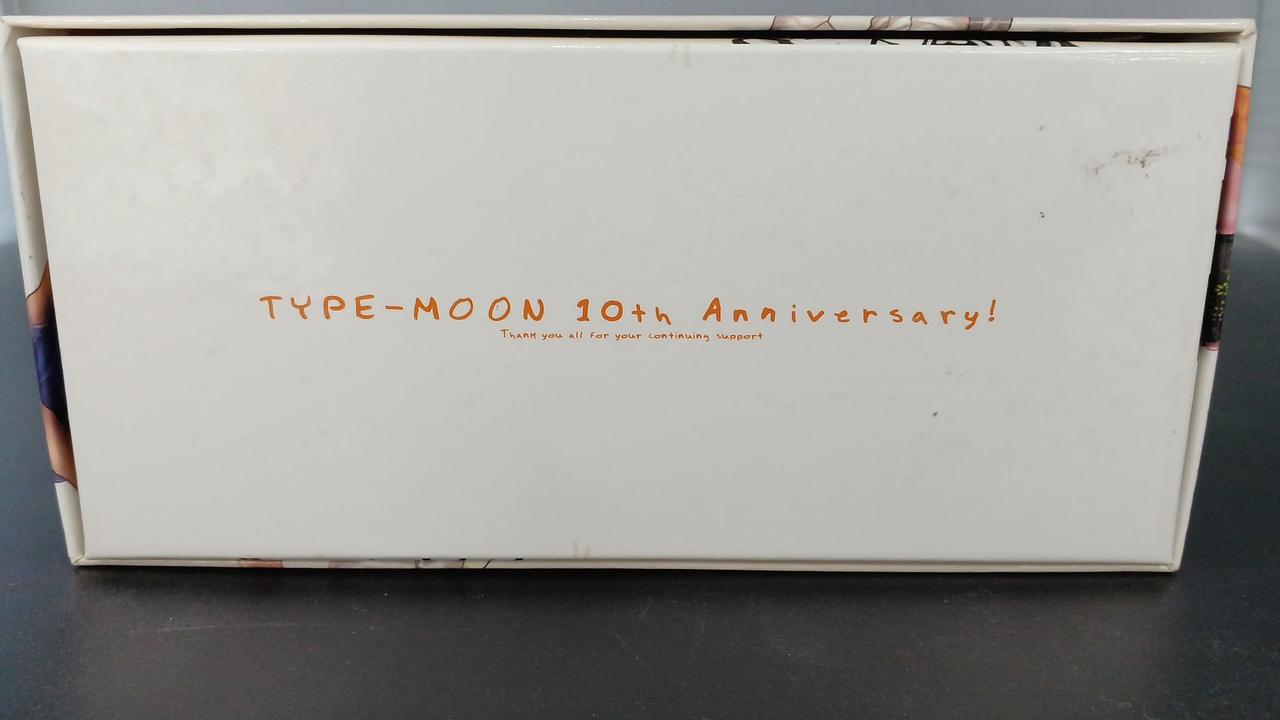 TYPE-MOON 10th Anniversary!
Thank you all for your continuing support